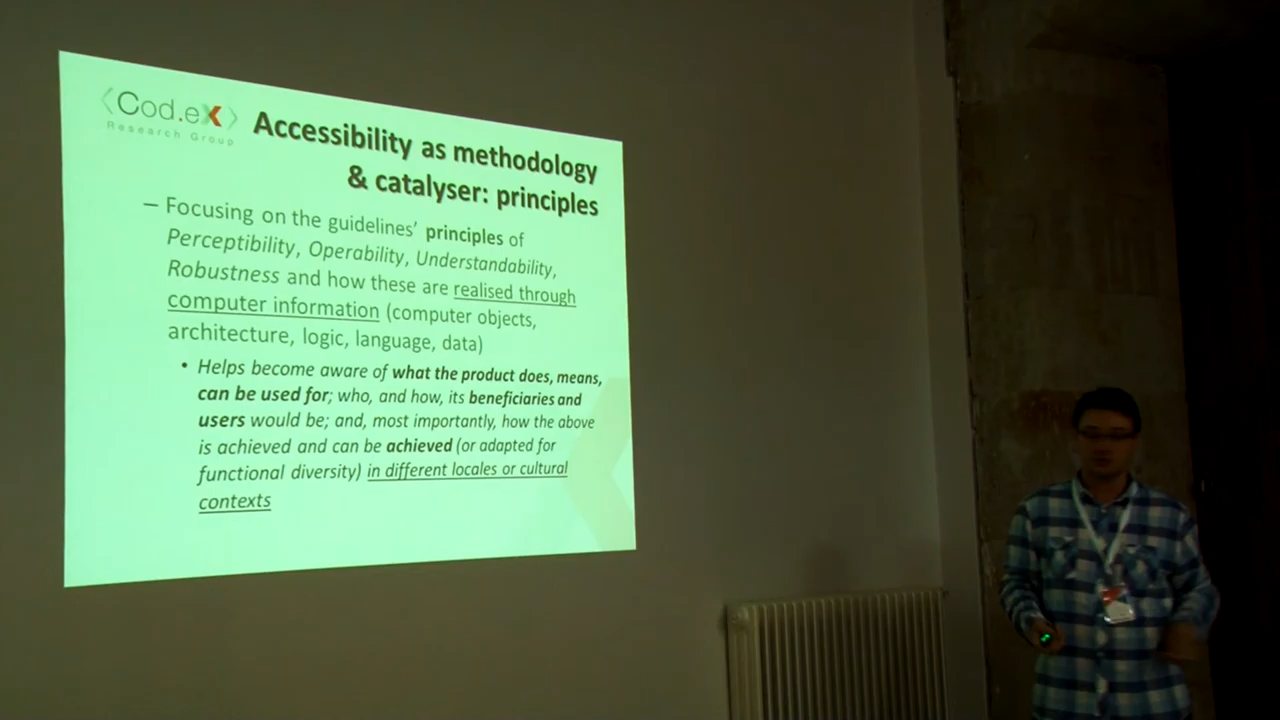 <Cod.eX>
Research Group
Accessibility as methodology
& catalyser: principles
– Focusing on the guidelines’ principles of
Perceptibility, Operability, Understandability,
Robustness and how these are realised through
computer information (computer objects,
architecture, logic, language, data)
• Helps become aware of what the product does, means,
can be used for; who, and how, its beneficiaries and
users would be; and, most importantly, how the above
is achieved and can be achieved (or adapted for
functional diversity) in different locales or cultural
contexts